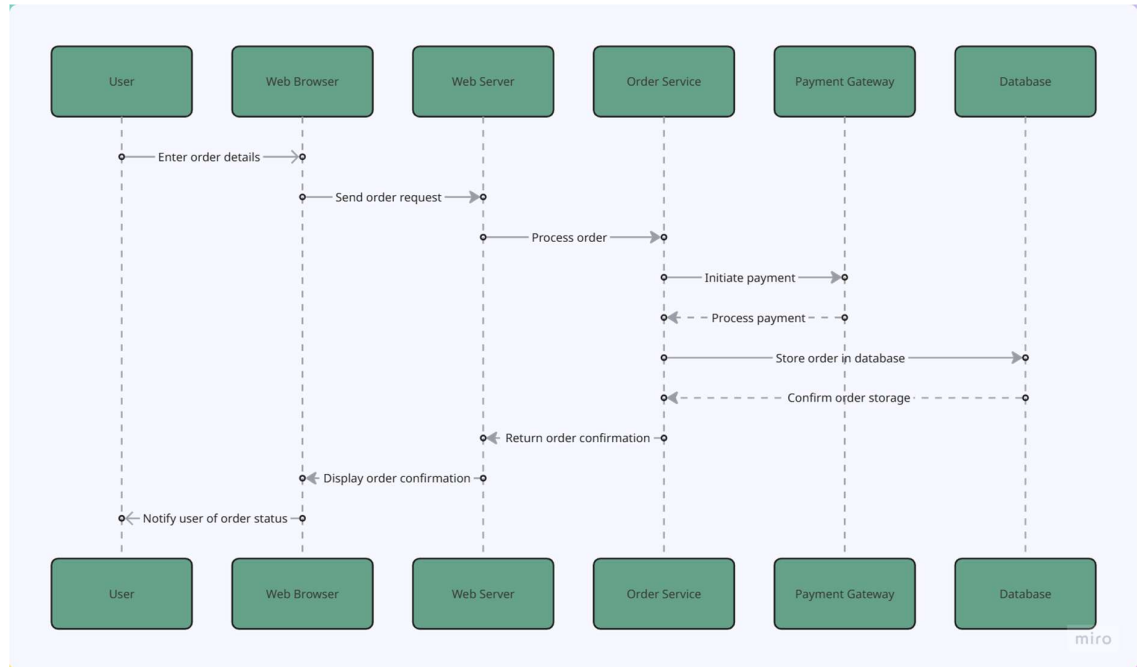 User
Web Browser
Web Server
Order Service
Payment Gateway
Database
Enter order details
Send order request
Process order
Initiate payment
Process payment
Store order in database
Confirm order storage
Return order confirmation
Display order confirmation
Notify user of order status
User
Web Browser
Web Server
Order Service
Payment Gateway
Database
miro